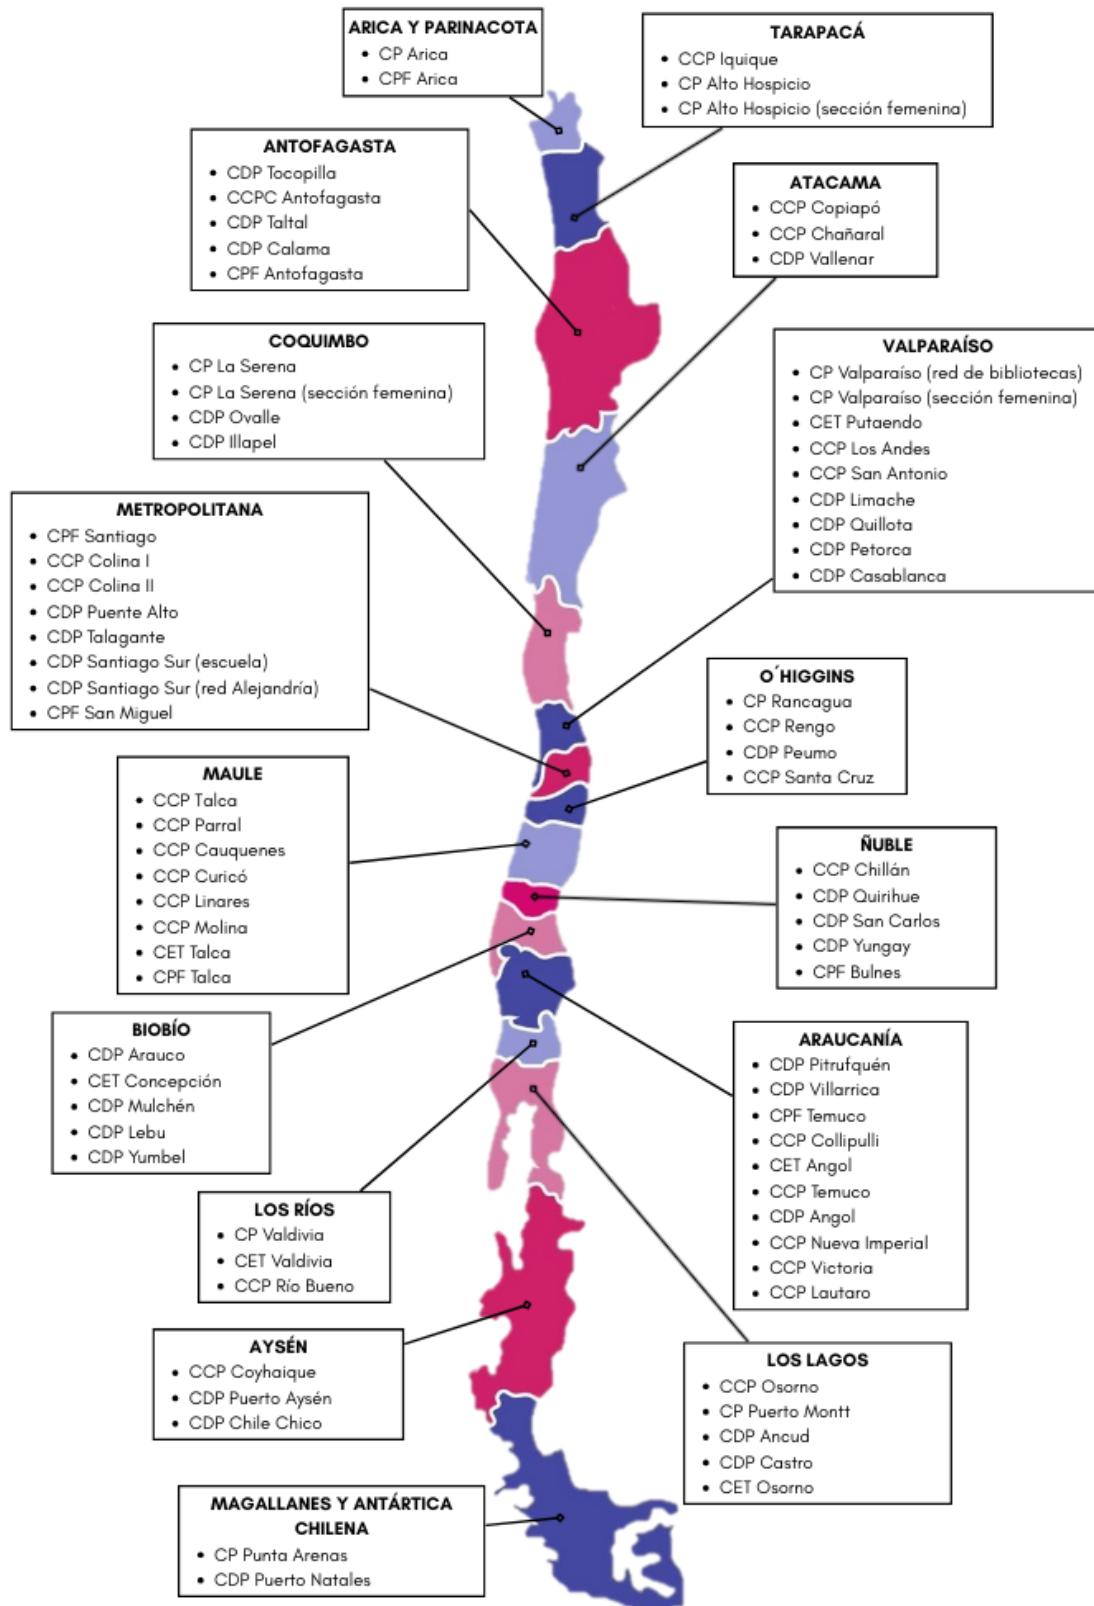 ARICA Y PARINACOTA
• CP Arica
• CPF Arica
TARAPACÁ
• CCP Iquique
• CP Alto Hospicio
• CP Alto Hospicio (sección femenina)
ANTOFAGASTA
• CDP Tocopilla
• CCPC Antofagasta
• CDP Taltal
• CDP Calama
• CPF Antofagasta
ATACAMA
• CCP Copiapó
• CCP Chañaral
• CDP Vallenar
COQUIMBO
• CP La Serena
• CP La Serena (sección femenina)
• CDP Ovalle
• CDP Illapel
VALPARAÍSO
• CP Valparaíso (red de bibliotecas)
• CP Valparaíso (sección femenina)
• CET Putaendo
• CCP Los Andes
• CCP San Antonio
• CDP Limache
• CDP Quillota
• CDP Petorca
• CDP Casablanca
METROPOLITANA
• CPF Santiago
• CCP Colina I
• CCP Colina II
• CDP Puente Alto
• CDP Talagante
• CDP Santiago Sur (escuela)
• CDP Santiago Sur (red Alejandría)
• CPF San Miguel
O´HIGGINS
• CP Rancagua
• CCP Rengo
• CDP Peumo
• CCP Santa Cruz
MAULE
• CCP Talca
• CCP Parral
• CCP Cauquenes
• CCP Curicó
• CCP Linares
• CCP Molina
• CET Talca
• CPF Talca
ÑUBLE
• CCP Chillán
• CDP Quirihue
• CDP San Carlos
• CDP Yungay
• CPF Bulnes
BIOBÍO
• CDP Arauco
• CET Concepción
• CDP Mulchén
• CDP Lebu
• CDP Yumbel
ARAUCANÍA
• CDP Pitrufquén
• CDP Villarrica
• CPF Temuco
• CCP Collipulli
• CET Angol
• CCP Temuco
• CDP Angol
• CCP Nueva Imperial
• CCP Victoria
• CCP Lautaro
LOS RÍOS
• CP Valdivia
• CET Valdivia
• CCP Río Bueno
AYSÉN
• CCP Coyhaique
• CDP Puerto Aysén
• CDP Chile Chico
LOS LAGOS
• CCP Osorno
• CP Puerto Montt
• CDP Ancud
• CDP Castro
• CET Osorno
MAGALLANES Y ANTÁRTICA
CHILENA
• CP Punta Arenas
• CDP Puerto Natales